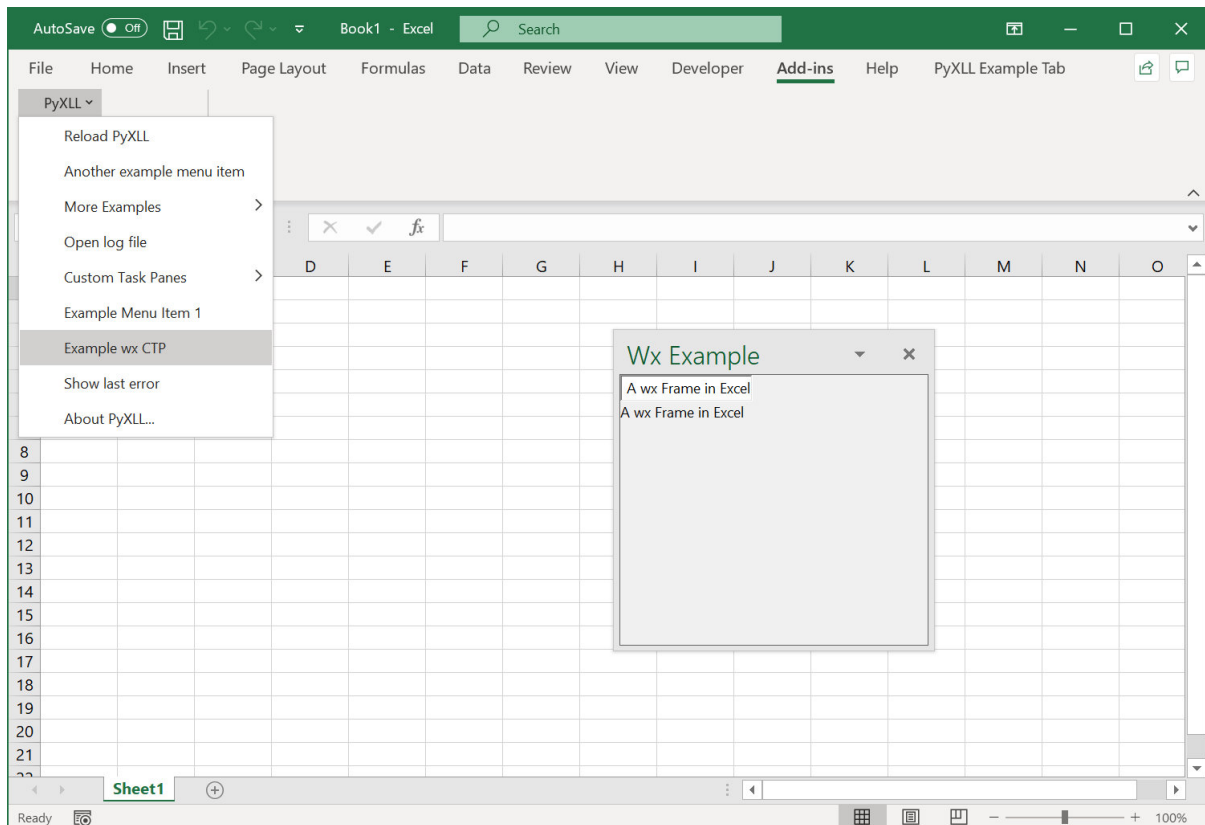 AutoSave Off Book1 - Excel Search
File Home Insert Page Layout Formulas Data Review View Developer Add-ins Help PyXLL Example Tab
PyXLL
Reload PyXLL
Another example menu item
More Examples
Open log file
Custom Task Panes
Example Menu Item 1
Example wx CTP
Show last error
About PyXLL...
fx
D E F G H I J K L M N O
Wx Example
A wx Frame in Excel
A wx Frame in Excel
8
9
10
11
12
13
14
15
16
17
18
19
20
21
22
Sheet1
Ready 100%